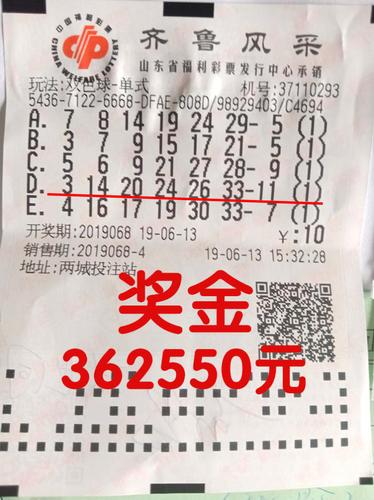 中国福利彩票
CHINA WELFARE LOTTERY
齐鲁风采
山东省福利彩票发行中心承销
玩法:双色球-单式 机号:37110293
5436-7122-6668-DFAE-808D/98929403/C4694
A. 7 8 14 19 24 29- 5 (1)
B. 3 7 9 15 17 21- 5 (1)
C. 5 6 9 21 27 28- 9 (1)
D. 3 14 20 24 26 33-11 (1)
E. 4 16 17 19 30 33- 7 (1)
开奖期:2019068 19-06-13 ¥:10
销售期:2019068-4 19-06-13 15:32:28
地址:两城投注站
奖金
362550元